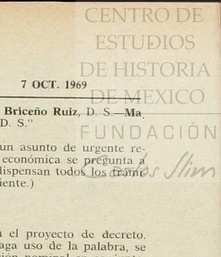 CENTRO DE
ESTUDIOS
DE HISTORIA
DE MEXICO
FUNDACIÓN
Carlos Slim
7 OCT. 1969
Briceño Ruiz, D. S.—Ma
D. S."
un asunto de urgente re-
económica se pregunta a
dispensan todos los trámi
iente.)
a el proyecto de decreto.
aga uso de la palabra, se